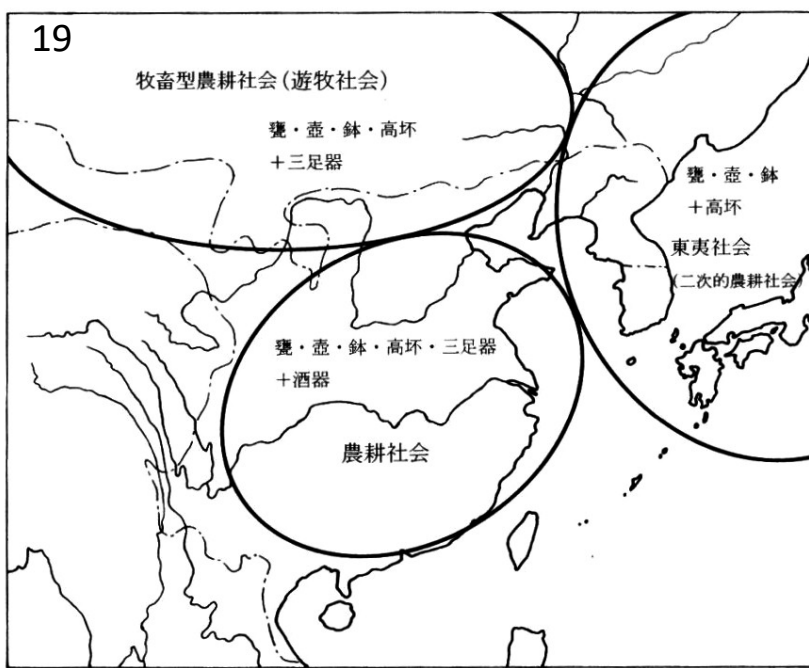 19
牧畜型農耕社会(遊牧社会)
甕・壺・鉢・高坏
＋三足器
甕・壺・鉢
＋高坏
東夷社会
(二次的農耕社会)
甕・壺・鉢・高坏・三足器
＋酒器
農耕社会